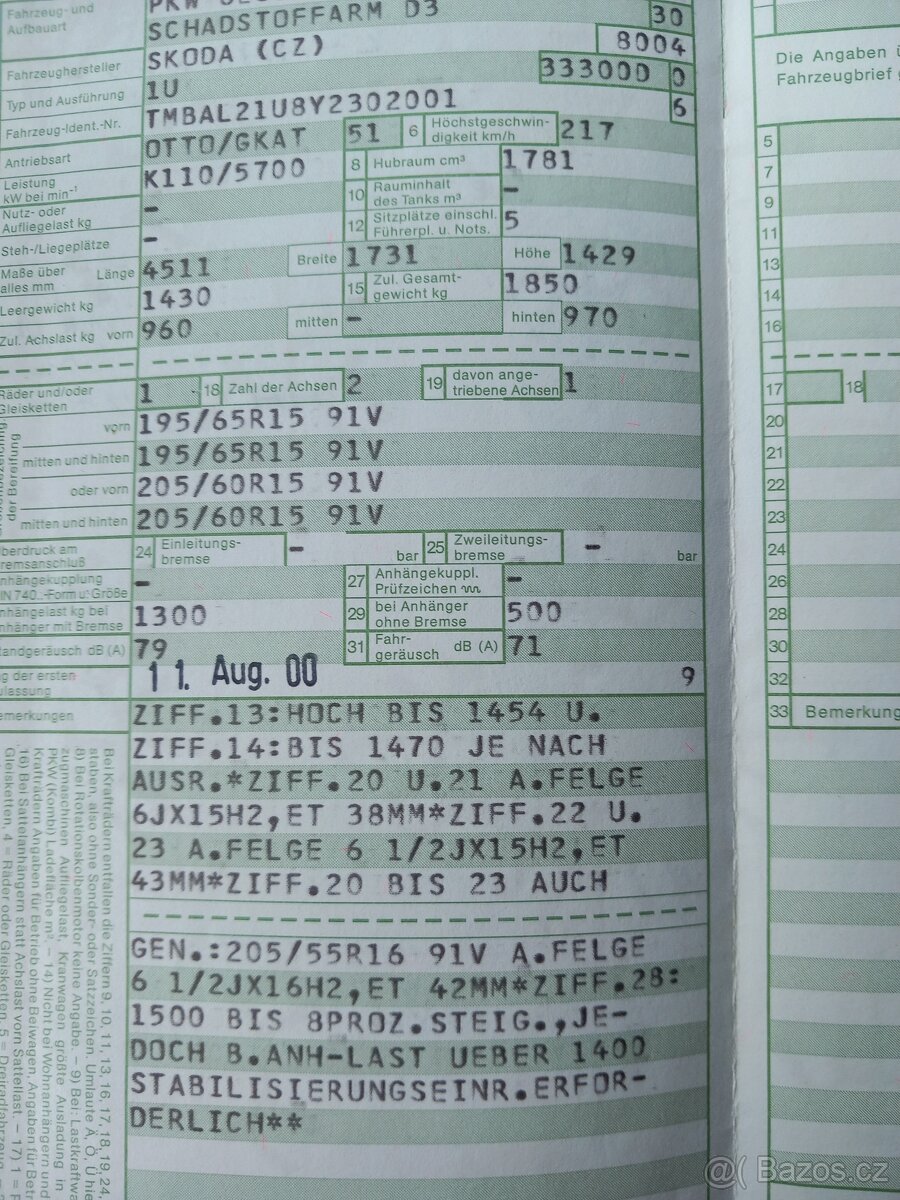 Fahrzeug- und
Aufbauart
SCHADSTOFFARM D3
30
Fahrzeughersteller
SKODA (CZ)
8004
Typ und Ausführung
1U
333000 0
Fahrzeug-Ident.-Nr.
TMBAL21U8Y2302001
6
Antriebsart
OTTO/GKAT 51 6 Höchstgeschwin-
digkeit km/h 217
Leistung
kW bei min⁻¹
K110/5700 8 Hubraum cm³ 1781
Nutz- oder
Aufliegelast kg
– 10 Rauminhalt
des Tanks m³ –
Steh-/Liegeplätze
– 12 Sitzplätze einschl.
Führerpl. u. Nots. 5
Maße über
alles mm Länge 4511 Breite 1731 Höhe 1429
Leergewicht kg 1430 15 Zul. Gesamt-
gewicht kg 1850
Zul. Achslast kg vorn 960 mitten – hinten 970
Räder und/oder
Gleisketten 1 18 Zahl der Achsen 2 19 davon ange-
triebene Achsen 1
vorn 195/65R15 91V
mitten und hinten 195/65R15 91V
oder vorn 205/60R15 91V
mitten und hinten 205/60R15 91V
24 Einleitungs-
bremse – bar 25 Zweileitungs-
bremse – bar
– 27 Anhängekuppl.
Prüfzeichen –
1300 29 bei Anhänger
ohne Bremse 500
79 31 Fahr-
geräusch dB (A) 71
11. Aug. 00 9
ZIFF.13:HOCH BIS 1454 U.
ZIFF.14:BIS 1470 JE NACH
AUSR.*ZIFF.20 U.21 A.FELGE
6JX15H2,ET 38MM*ZIFF.22 U.
23 A.FELGE 6 1/2JX15H2,ET
43MM*ZIFF.20 BIS 23 AUCH
GEN.:205/55R16 91V A.FELGE
6 1/2JX16H2,ET 42MM*ZIFF.28:
1500 BIS 8PROZ.STEIG.,JE-
DOCH B.ANH-LAST UEBER 1400
STABILISIERUNGSEINR.ERFOR-
DERLICH**
Die Angaben
Fahrzeugbrief
5
7
9
11
13
14
16
17 18
20
21
22
23
24
26
28
30
32
33 Bemerkung
@( Bazos.cz